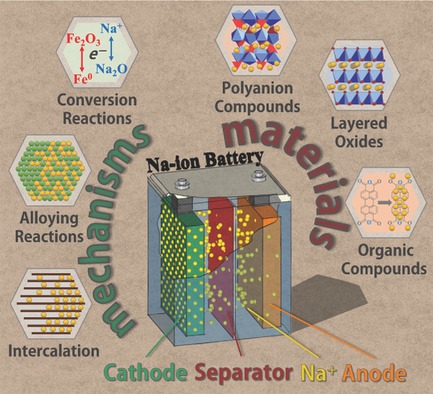 Na⁺
Fe₂O₃
e⁻
Na₂O
Fe⁰
Conversion
Reactions
Polyanion
Compounds
Layered
Oxides
mechanisms
materials
Na-ion Battery
Alloying
Reactions
Organic
Compounds
Intercalation
Cathode Separator Na⁺ Anode